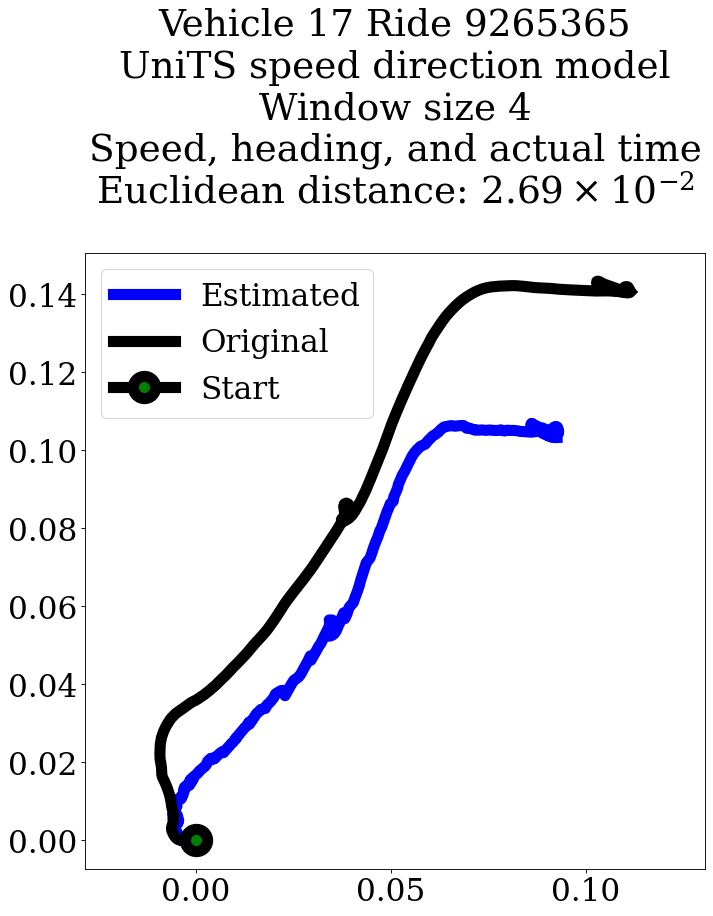 Vehicle 17 Ride 9265365
UniTS speed direction model
Window size 4
Speed, heading, and actual time
Euclidean distance: 2.69 × 10⁻²
Estimated
Original
Start
0.14
0.12
0.10
0.08
0.06
0.04
0.02
0.00
0.00 0.05 0.10